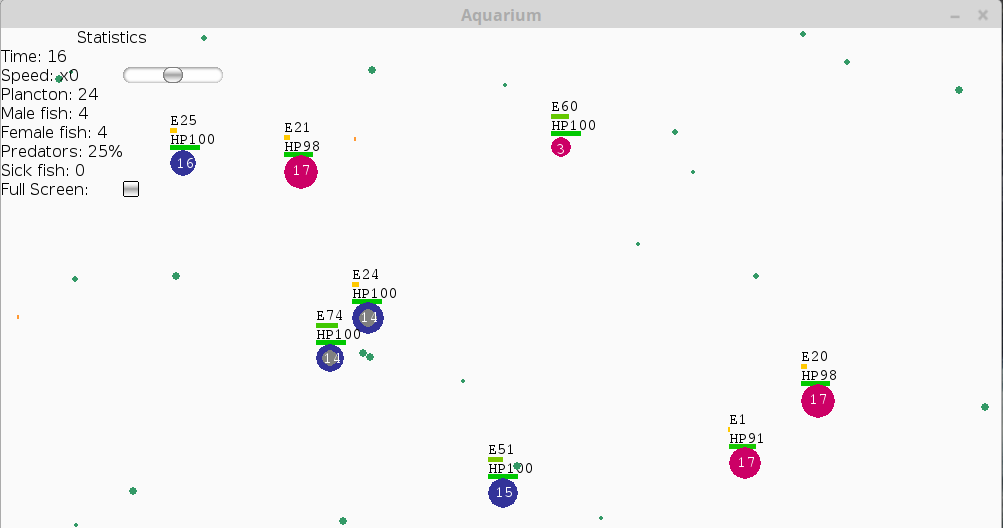 Aquarium
Statistics
Time: 16
Speed: x0
Plancton: 24
Male fish: 4
Female fish: 4
Predators: 25%
Sick fish: 0
Full Screen:
E25
HP100
16
E21
HP98
17
E60
HP100
3
E24
HP100
14
E74
HP100
14
E20
HP98
17
E1
HP91
17
E51
HP100
15